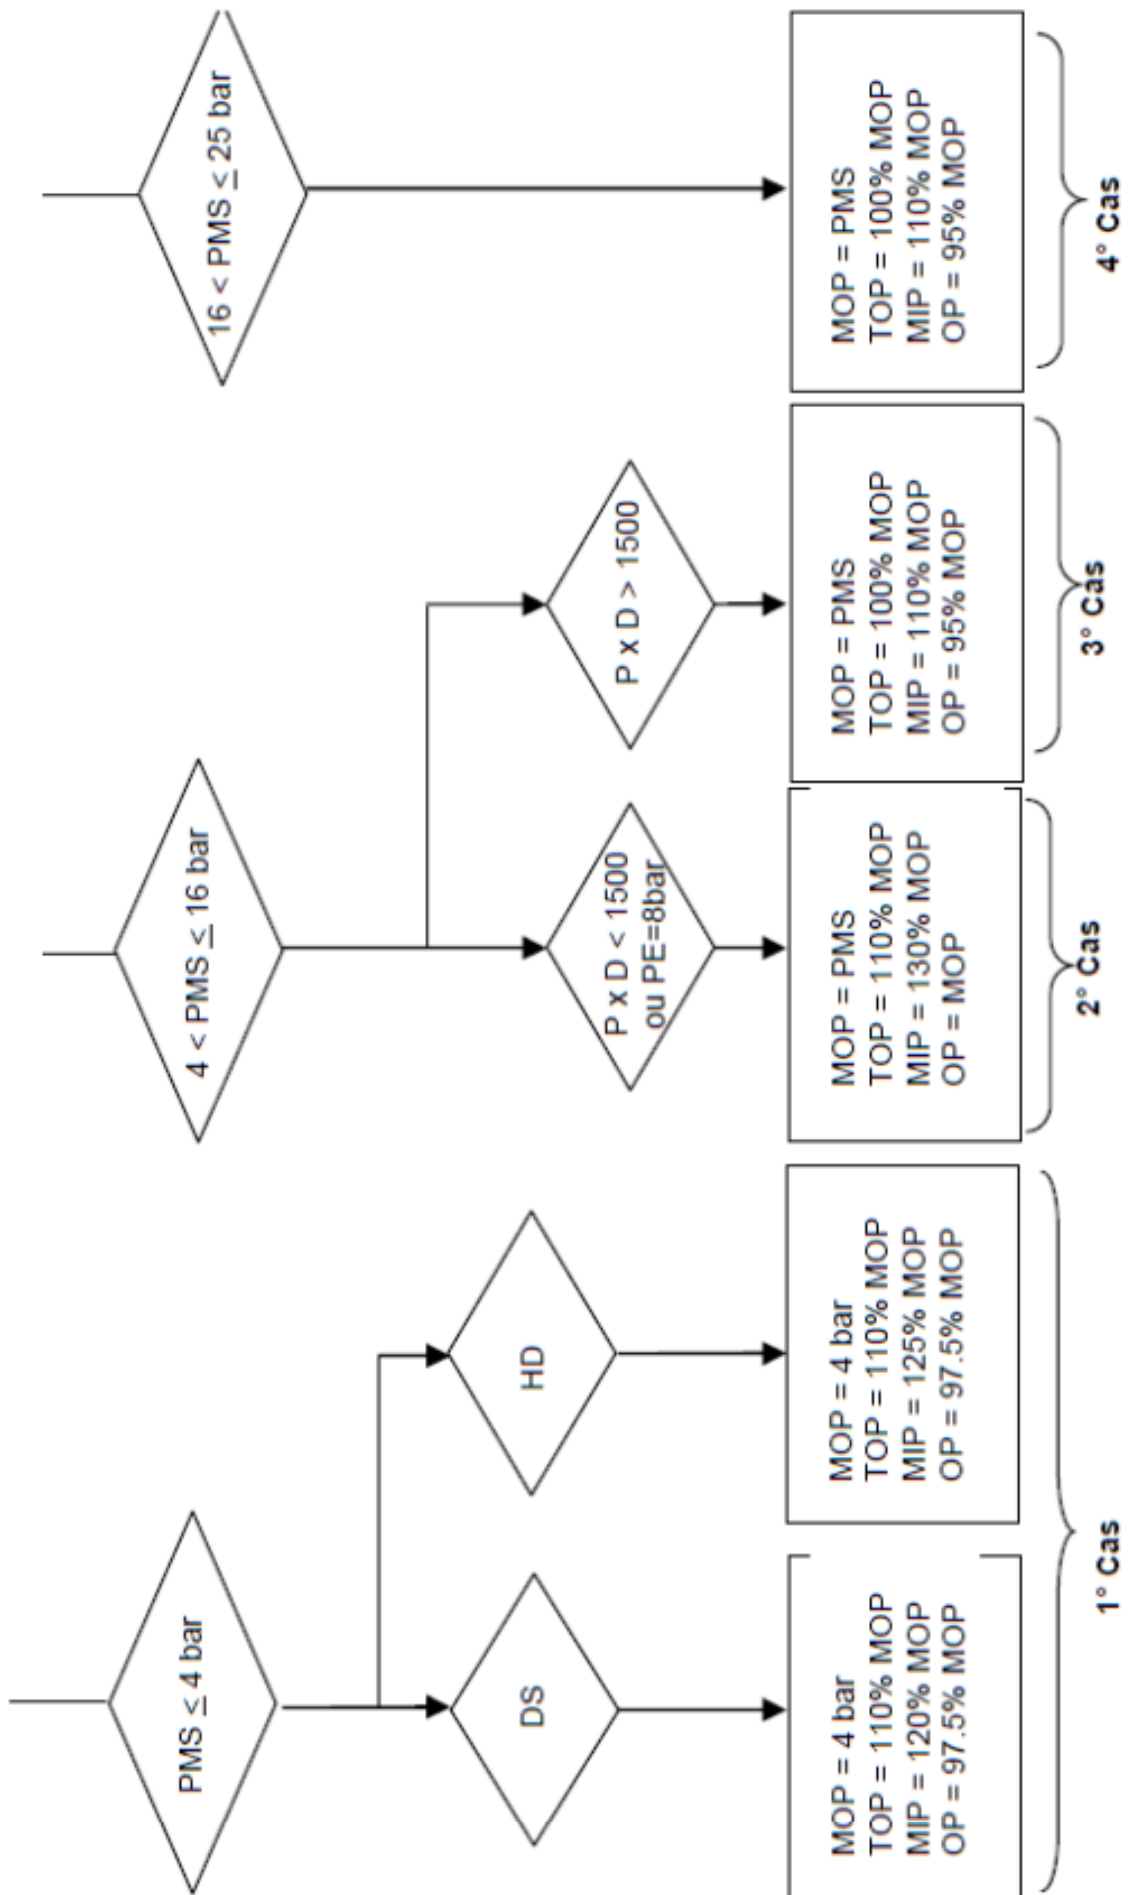 PMS ≤ 4 bar
DS
HD
MOP = 4 bar
TOP = 110% MOP
MIP = 120% MOP
OP = 97.5% MOP
MOP = 4 bar
TOP = 110% MOP
MIP = 125% MOP
OP = 97.5% MOP
1° Cas
4 < PMS ≤ 16 bar
P x D < 1500
ou PE=8bar
P x D > 1500
MOP = PMS
TOP = 110% MOP
MIP = 130% MOP
OP = MOP
2° Cas
MOP = PMS
TOP = 100% MOP
MIP = 110% MOP
OP = 95% MOP
3° Cas
16 < PMS ≤ 25 bar
MOP = PMS
TOP = 100% MOP
MIP = 110% MOP
OP = 95% MOP
4° Cas